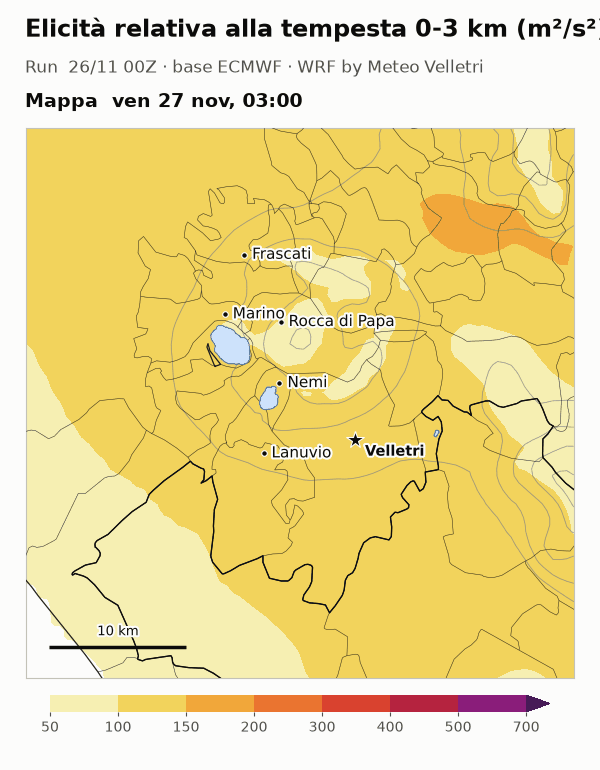 Elicità relativa alla tempesta 0-3 km (m²/s²)
Run  26/11 00Z · base ECMWF · WRF by Meteo Velletri
Mappa  ven 27 nov, 03:00
Frascati
Marino
Rocca di Papa
Nemi
Velletri
Lanuvio
10 km
50 100 150 200 300 400 500 700